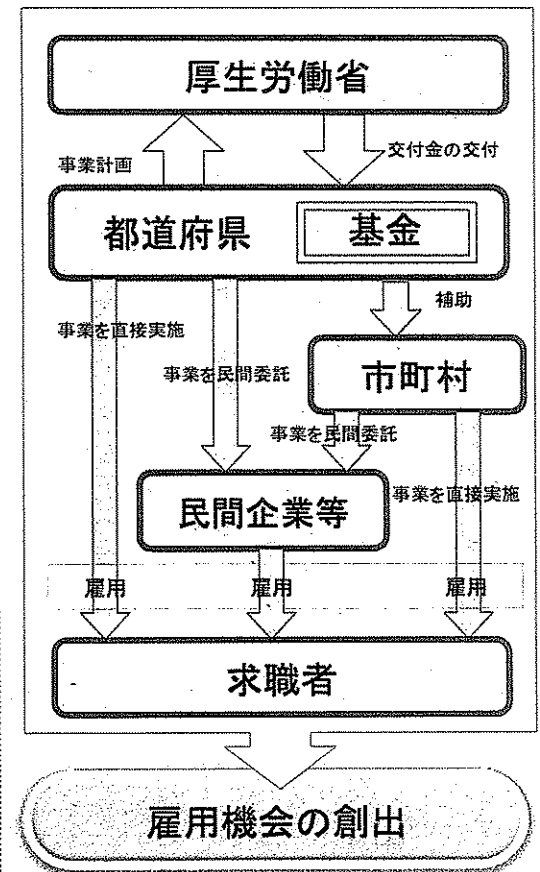 厚生労働省
事業計画
交付金の交付
都道府県
基金
補助
事業を直接実施
事業を民間委託
市町村
事業を民間委託
民間企業等
事業を直接実施
雇用
雇用
雇用
求職者
雇用機会の創出